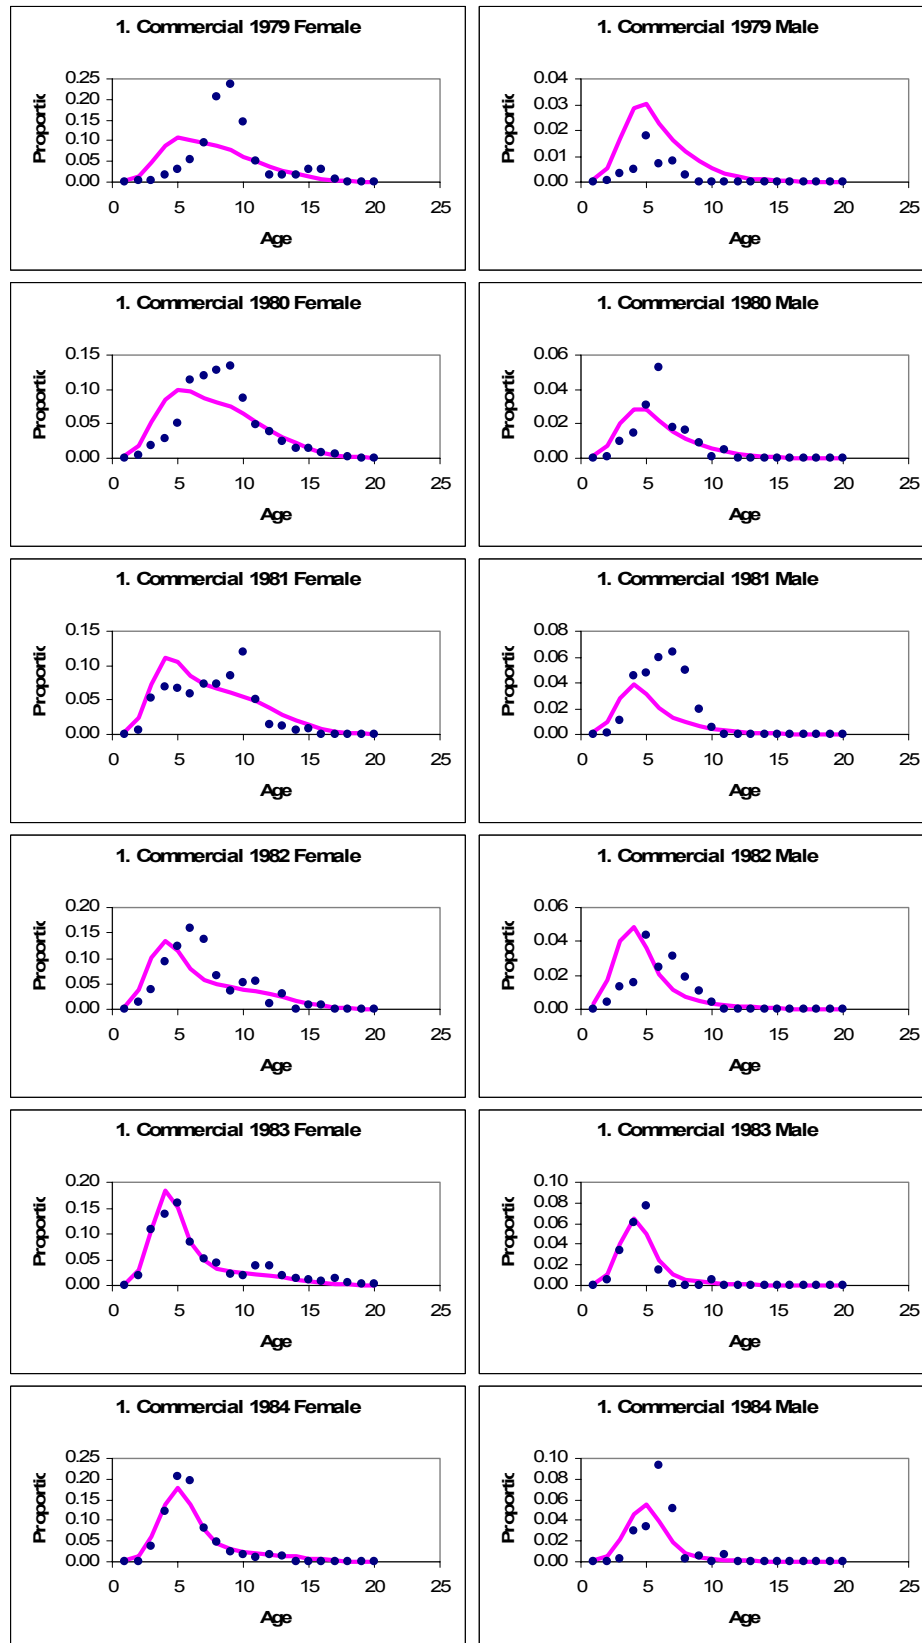 1. Commercial 1979 Female
Proportic
0.25
0.20
0.15
0.10
0.05
0.00
0 5 10 15 20 25
Age
1. Commercial 1979 Male
Proportic
0.04
0.03
0.02
0.01
0.00
0 5 10 15 20 25
Age
1. Commercial 1980 Female
Proportic
0.15
0.10
0.05
0.00
0 5 10 15 20 25
Age
1. Commercial 1980 Male
Proportic
0.06
0.04
0.02
0.00
0 5 10 15 20 25
Age
1. Commercial 1981 Female
Proportic
0.15
0.10
0.05
0.00
0 5 10 15 20 25
Age
1. Commercial 1981 Male
Proportic
0.08
0.06
0.04
0.02
0.00
0 5 10 15 20 25
Age
1. Commercial 1982 Female
Proportic
0.20
0.15
0.10
0.05
0.00
0 5 10 15 20 25
Age
1. Commercial 1982 Male
Proportic
0.06
0.04
0.02
0.00
0 5 10 15 20 25
Age
1. Commercial 1983 Female
Proportic
0.20
0.15
0.10
0.05
0.00
0 5 10 15 20 25
Age
1. Commercial 1983 Male
Proportic
0.10
0.08
0.06
0.04
0.02
0.00
0 5 10 15 20 25
Age
1. Commercial 1984 Female
Proportic
0.25
0.20
0.15
0.10
0.05
0.00
0 5 10 15 20 25
Age
1. Commercial 1984 Male
Proportic
0.10
0.08
0.06
0.04
0.02
0.00
0 5 10 15 20 25
Age